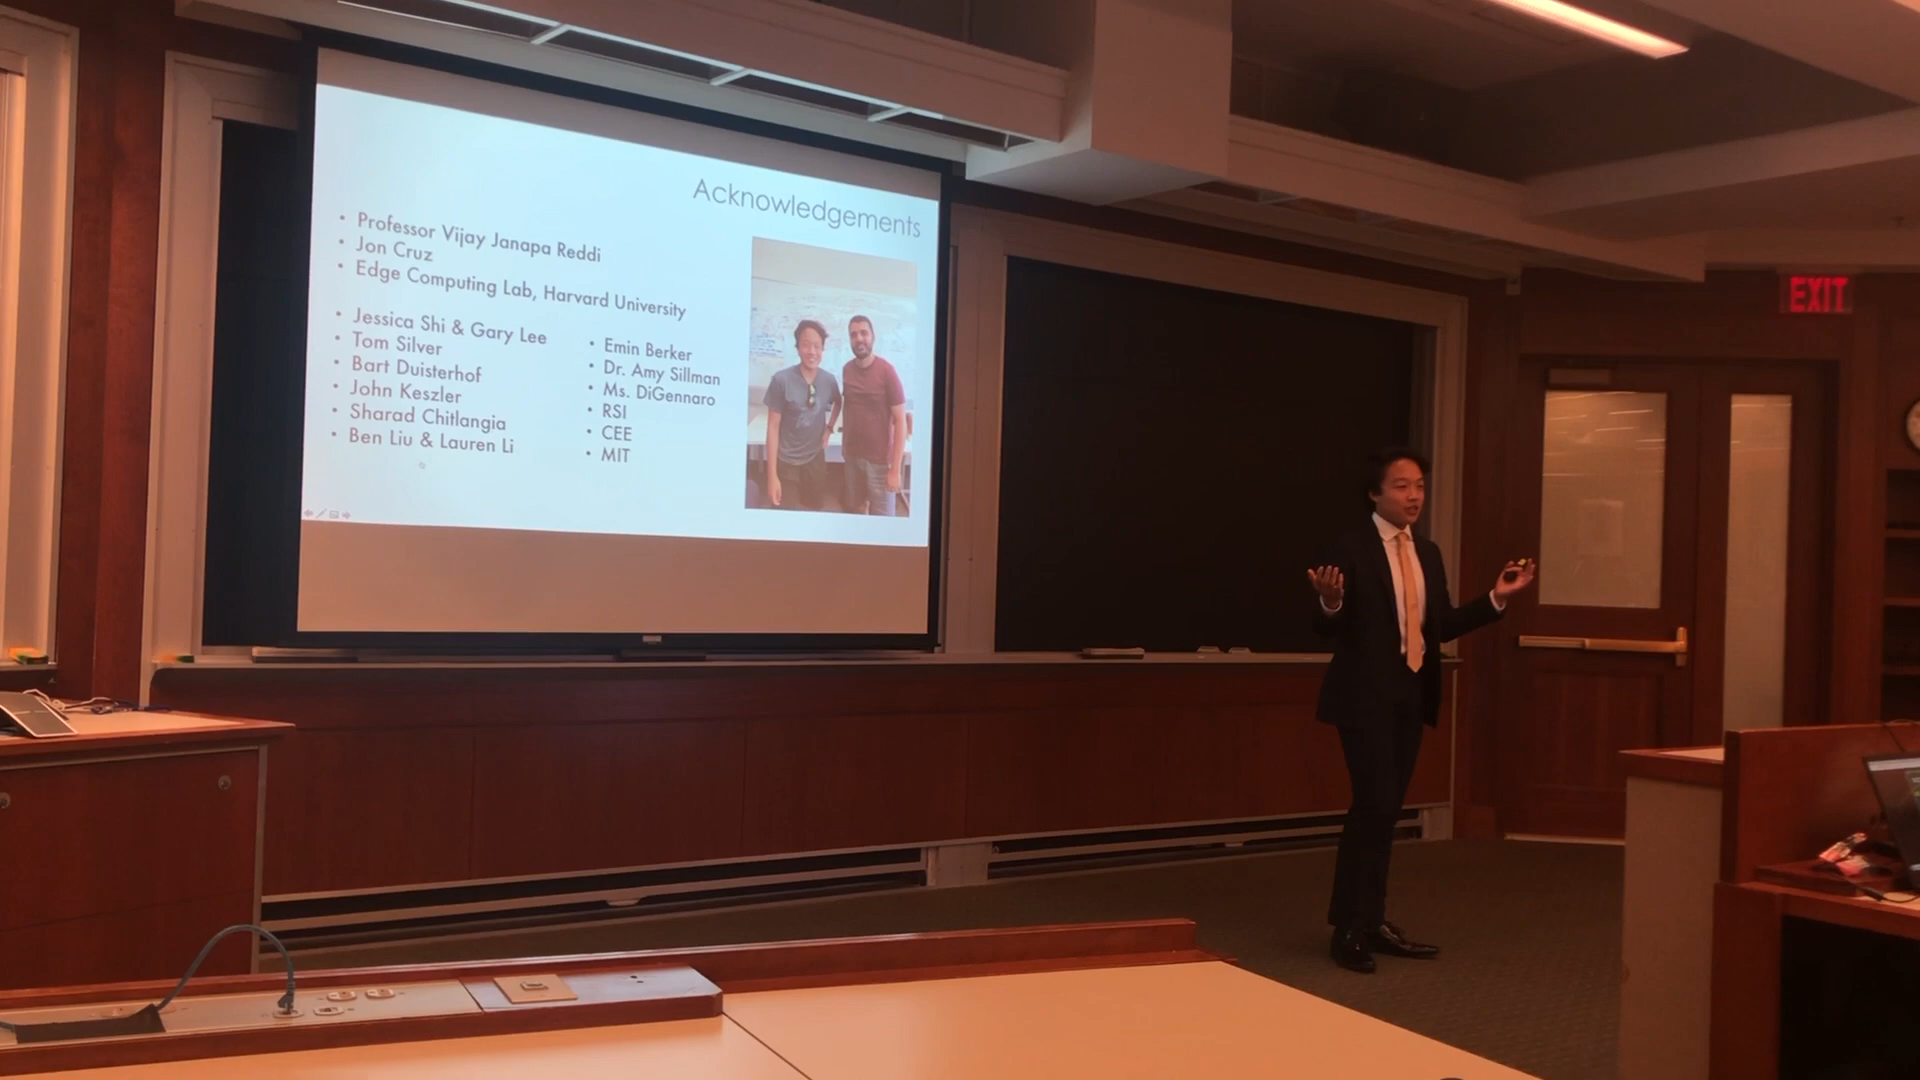 Acknowledgements
• Professor Vijay Janapa Reddi
• Jon Cruz
• Edge Computing Lab, Harvard University
• Jessica Shi & Gary Lee
• Tom Silver
• Bart Duisterhof
• John Keszler
• Sharad Chitlangia
• Ben Liu & Lauren Li
• Emin Berker
• Dr. Amy Sillman
• Ms. DiGennaro
• RSI
• CEE
• MIT
EXIT